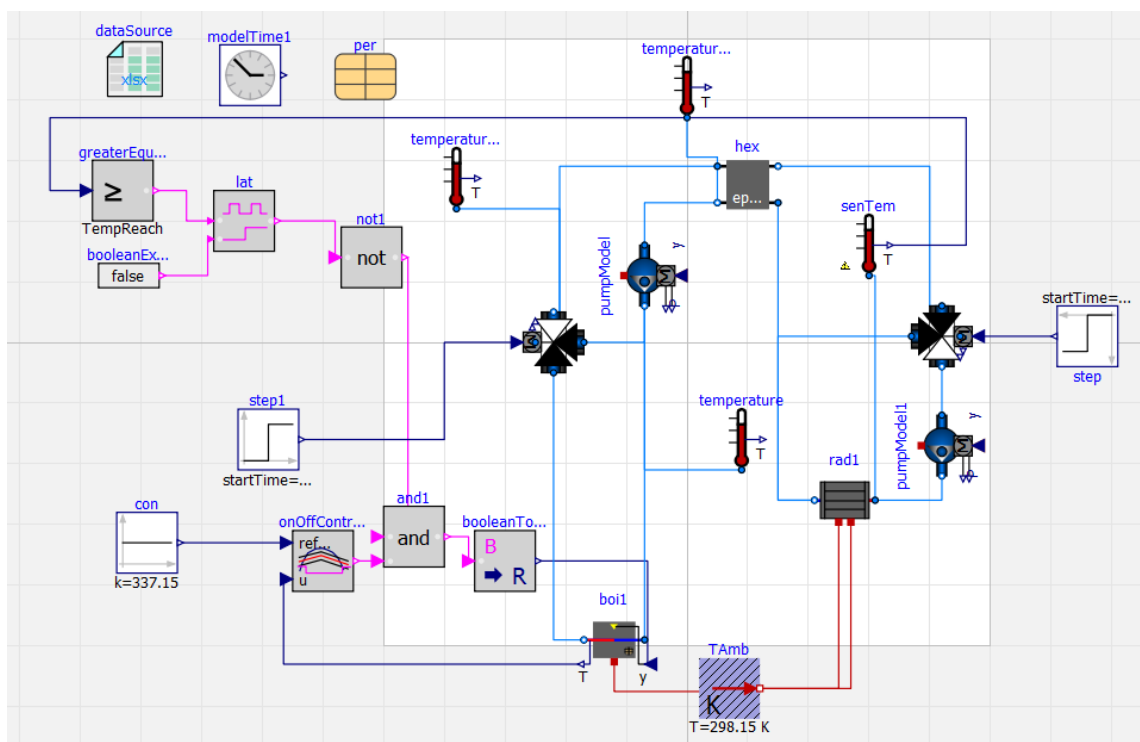 dataSource
modelTime1
per
xlsx
temperatur...
T
temperatur...
T
hex
ep...
greaterEqu...
≥
TempReach
lat
not1
not
booleanEx...
false
senTem
T
pumpModel
y
M
startTime=...
step
M
M
step1
startTime=...
temperature
T
pumpModel1
y
M
rad1
con
k=337.15
onOffContr...
ref...
u
and1
and
booleanTo...
B
R
boi1
T
y
TAmb
K
T=298.15 K